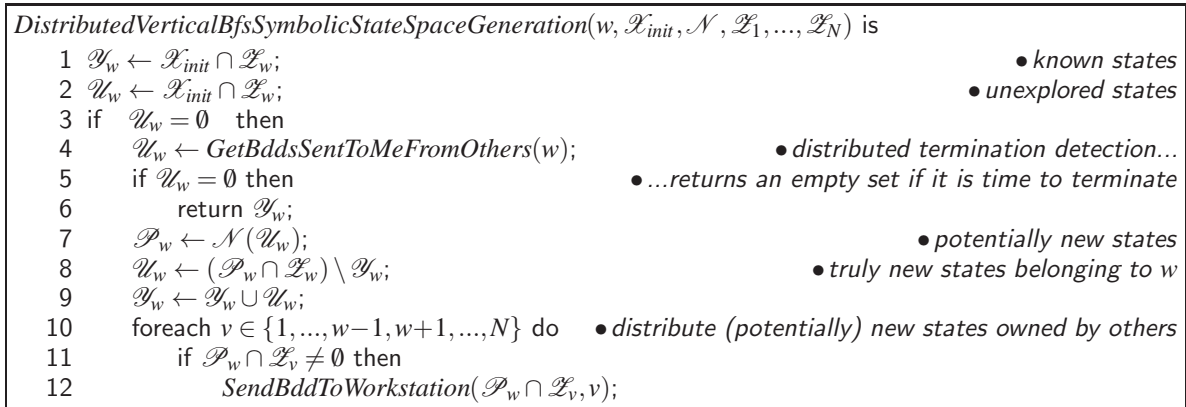 DistributedVerticalBfsSymbolicStateSpaceGeneration(w, 𝒳_init, 𝒩, 𝒵_1, ..., 𝒵_N) is
1 𝒴_w ← 𝒳_init ∩ 𝒵_w; • known states
2 𝒰_w ← 𝒳_init ∩ 𝒵_w; • unexplored states
3 if 𝒰_w = ∅ then
4 𝒰_w ← GetBddsSentToMeFromOthers(w); • distributed termination detection...
5 if 𝒰_w = ∅ then • ...returns an empty set if it is time to terminate
6 return 𝒴_w;
7 𝒫_w ← 𝒩(𝒰_w); • potentially new states
8 𝒰_w ← (𝒫_w ∩ 𝒵_w) \ 𝒴_w; • truly new states belonging to w
9 𝒴_w ← 𝒴_w ∪ 𝒰_w;
10 foreach v ∈ {1, ..., w−1, w+1, ..., N} do • distribute (potentially) new states owned by others
11 if 𝒫_w ∩ 𝒵_v ≠ ∅ then
12 SendBddToWorkstation(𝒫_w ∩ 𝒵_v, v);